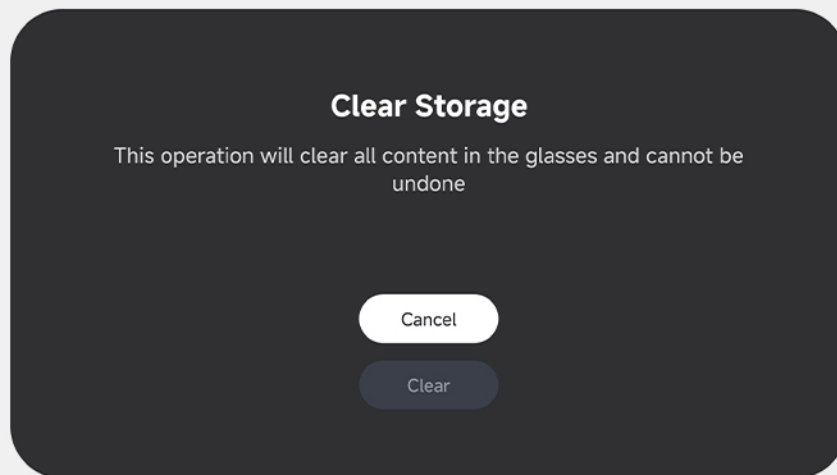 Clear Storage
This operation will clear all content in the glasses and cannot be
undone
Cancel
Clear